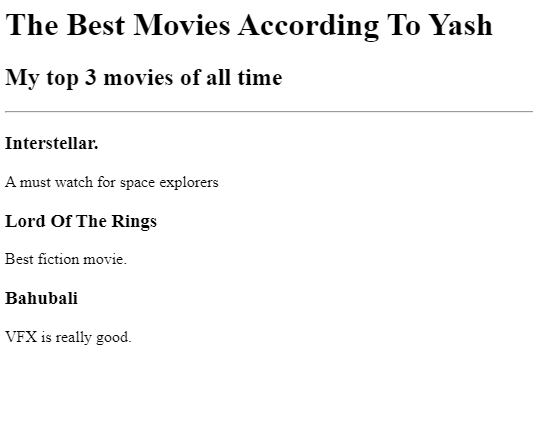 The Best Movies According To Yash
My top 3 movies of all time
Interstellar.
A must watch for space explorers
Lord Of The Rings
Best fiction movie.
Bahubali
VFX is really good.